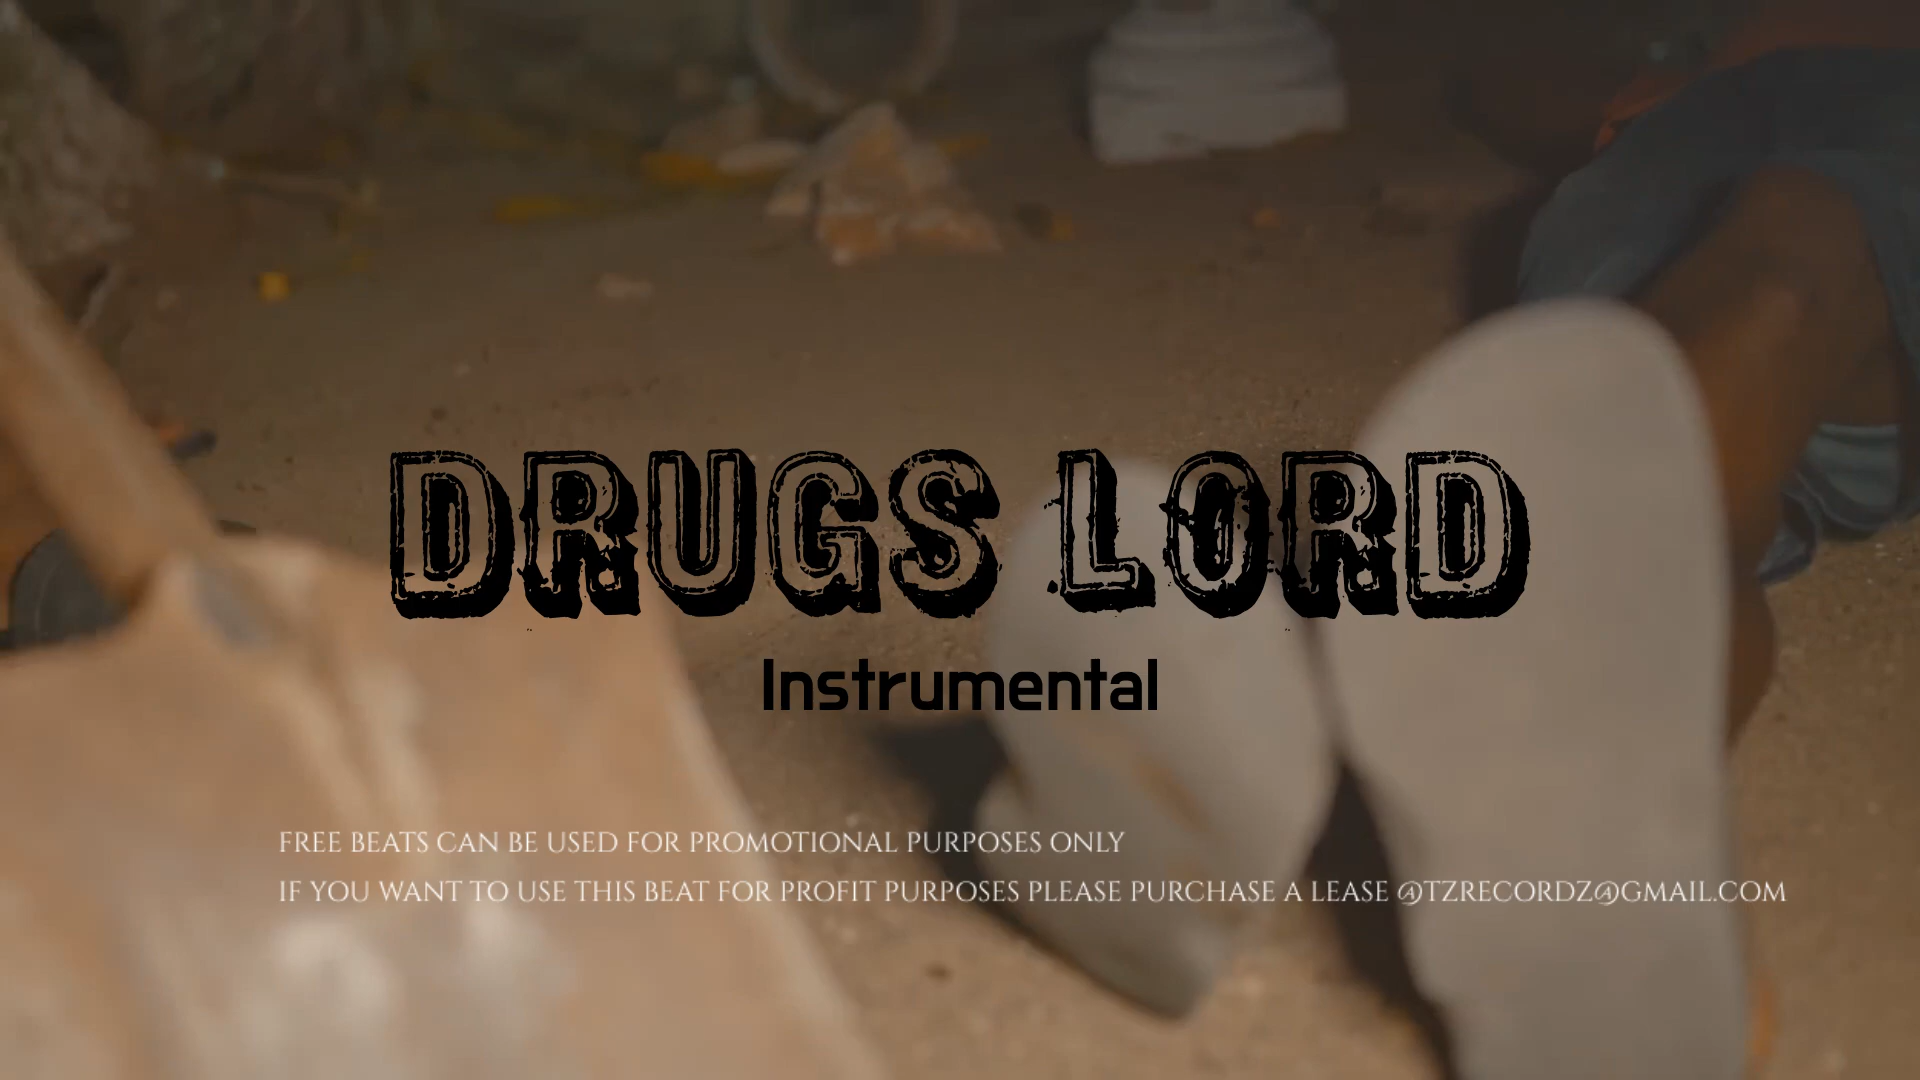 DRUGS LORD
Instrumental
FREE BEATS CAN BE USED FOR PROMOTIONAL PURPOSES ONLY
IF YOU WANT TO USE THIS BEAT FOR PROFIT PURPOSES PLEASE PURCHASE A LEASE @TZRECORDZ@GMAIL.COM